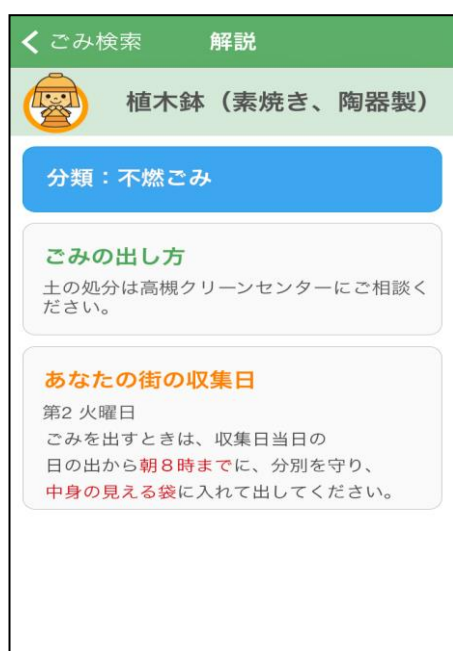 ごみ検索 解説
植木鉢（素焼き、陶器製）
分類：不燃ごみ
ごみの出し方
土の処分は高槻クリーンセンターにご相談く
ださい。
あなたの街の収集日
第2 火曜日
ごみを出すときは、収集日当日の
日の出から朝８時までに、分別を守り、
中身の見える袋に入れて出してください。